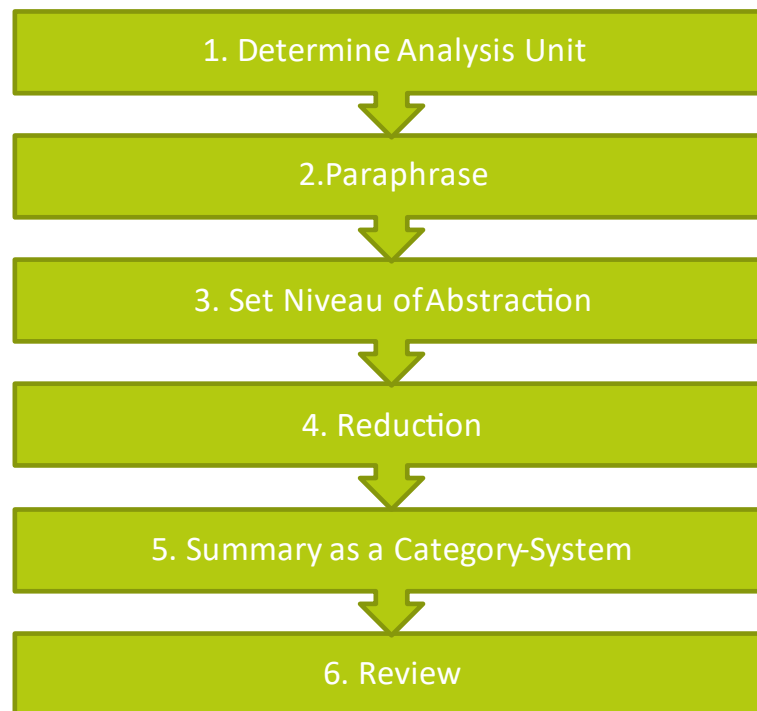 1. Determine Analysis Unit
2.Paraphrase
3. Set Niveau of Abstraction
4. Reduction
5. Summary as a Category-System
6. Review